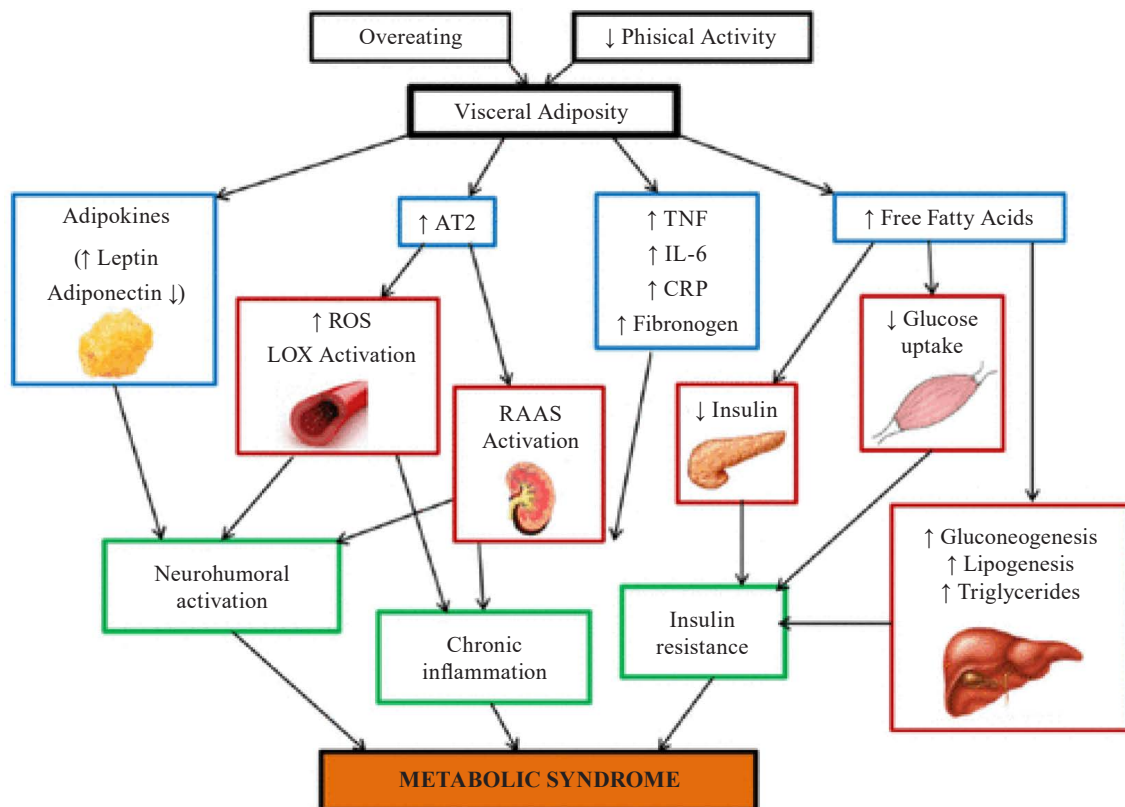 Overeating
↓ Phisical Activity
Visceral Adiposity
Adipokines
(↑ Leptin
Adiponectin ↓)
↑ AT2
↑ TNF
↑ IL-6
↑ CRP
↑ Fibronogen
↑ Free Fatty Acids
↑ ROS
LOX Activation
RAAS
Activation
↓ Insulin
↓ Glucose
uptake
↑ Gluconeogenesis
↑ Lipogenesis
↑ Triglycerides
Neurohumoral
activation
Chronic
inflammation
Insulin
resistance
METABOLIC SYNDROME